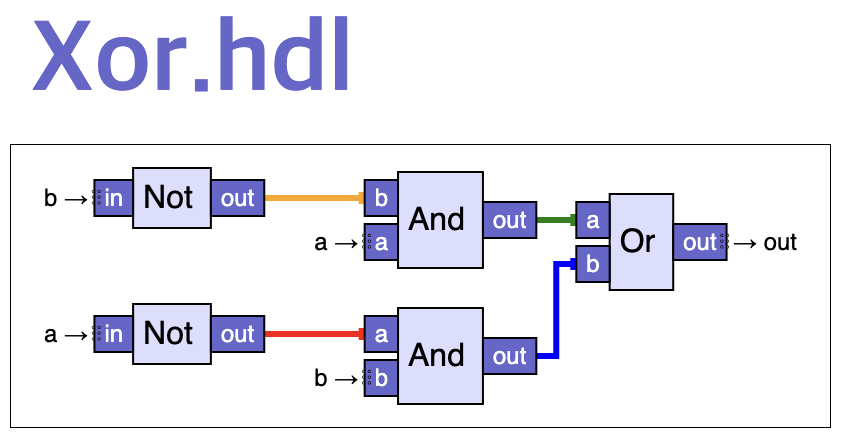 Xor.hdl
b → in Not out b And out a Or out → out
a → a b
a → in Not out a And out
b → b